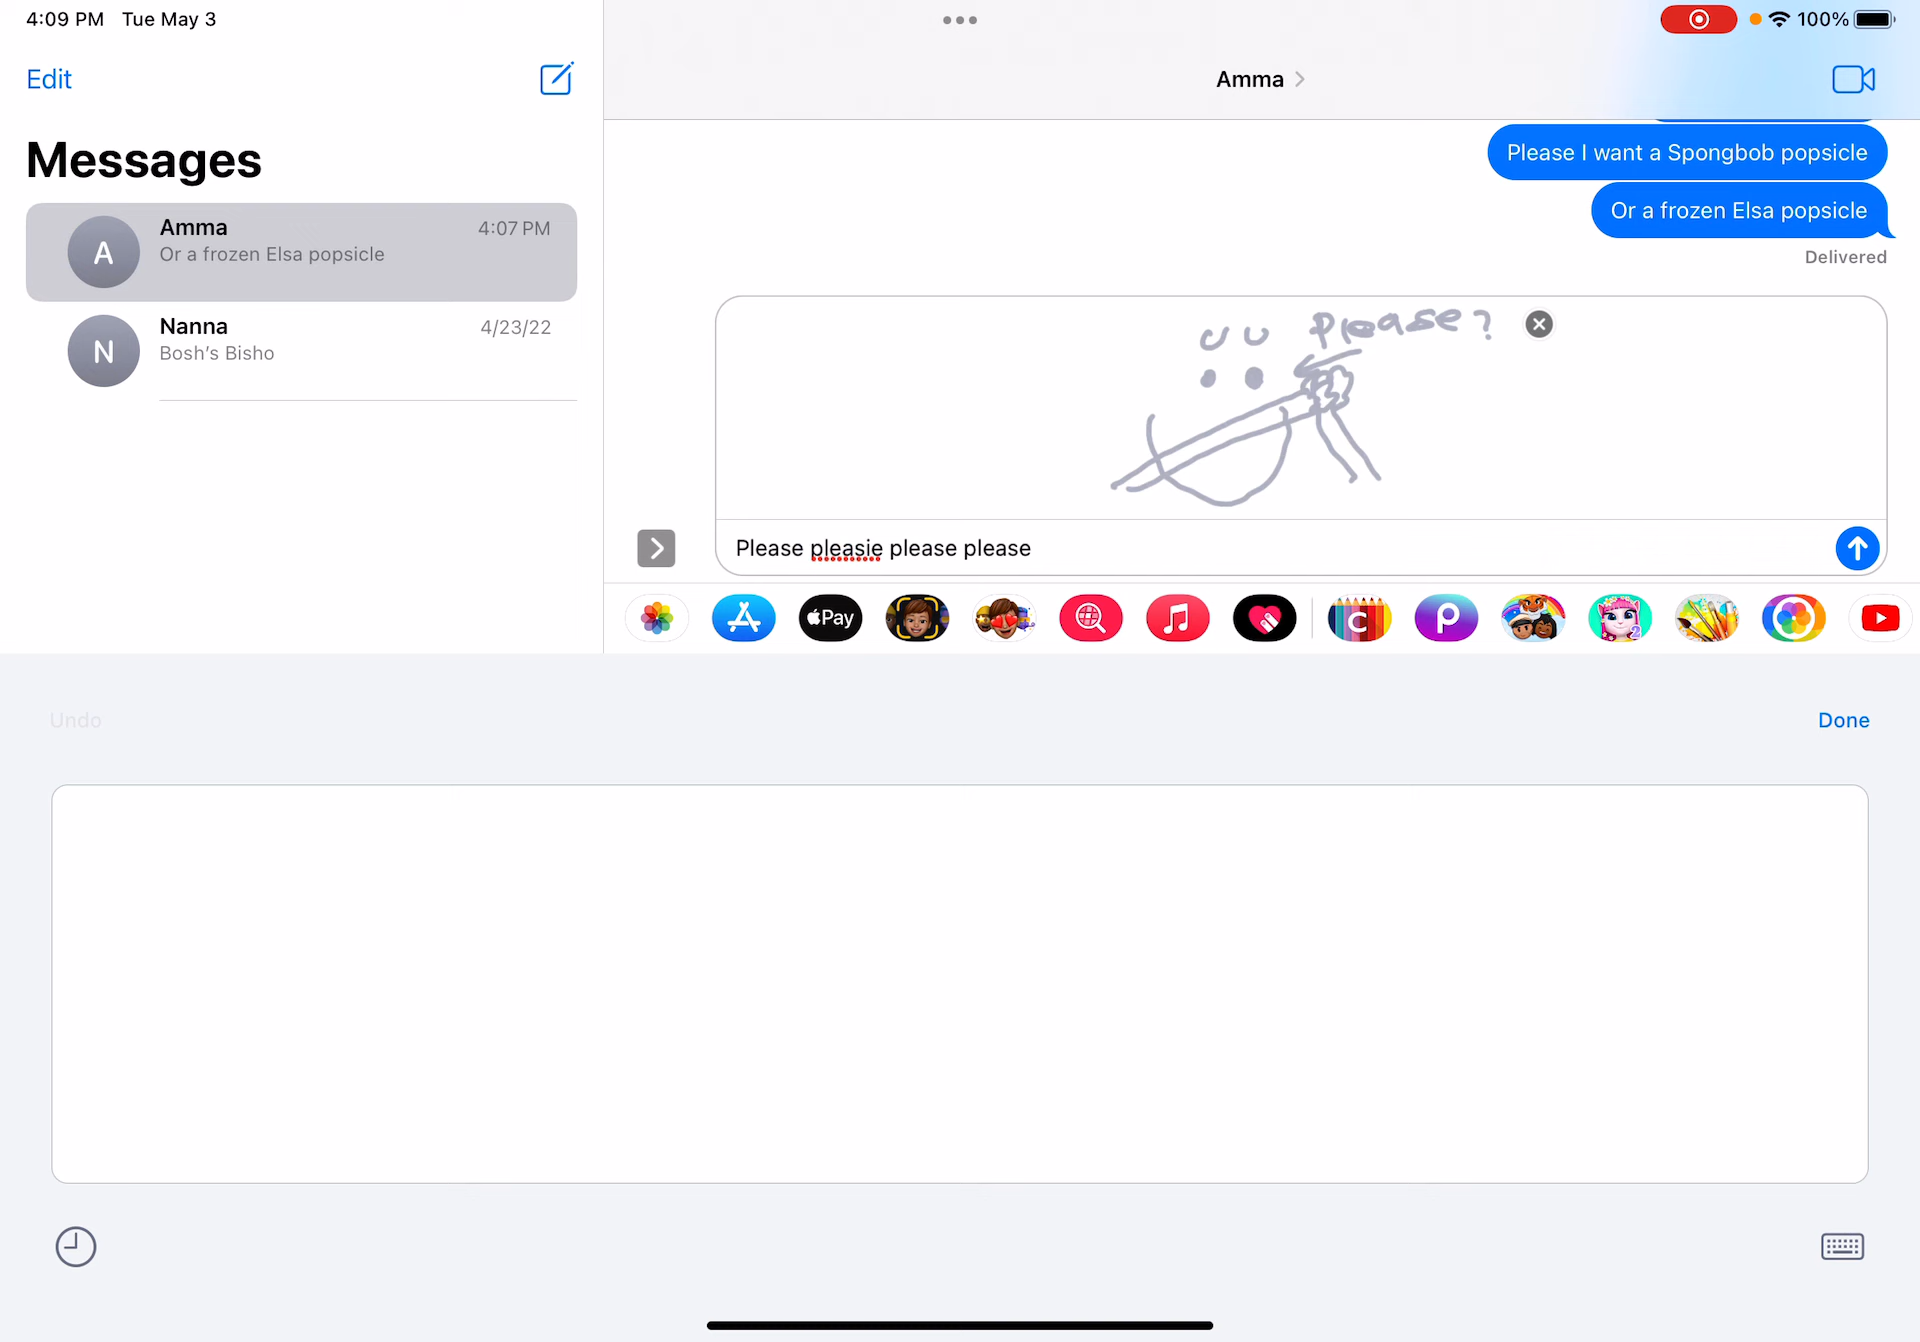 4:09 PM Tue May 3
100%
Edit
Amma
Messages
Amma 4:07 PM
Or a frozen Elsa popsicle
A
Nanna 4/23/22
Bosh's Bisho
N
Please I want a Spongbob popsicle
Or a frozen Elsa popsicle
Delivered
Please?
Please pleasie please please
Pay
C
P
2
Undo
Done